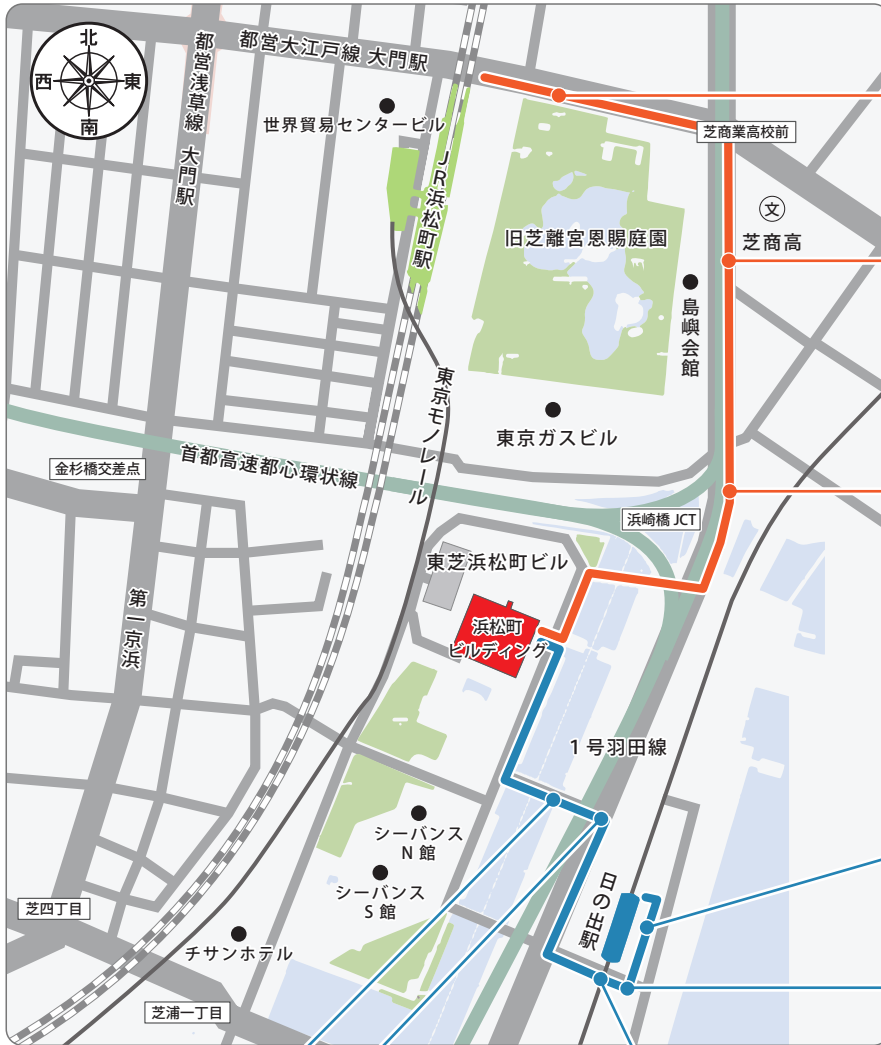 北
西
東
南
都営浅草線 大門駅
都営大江戸線 大門駅
世界貿易センタービル
JR浜松町駅
芝商業高校前
文
芝商高
旧芝離宮恩賜庭園
島嶼会館
東京ガスビル
東京モノレール
首都高速都心環状線
金杉橋交差点
浜崎橋 JCT
東芝浜松町ビル
浜松町
ビルディング
第一京浜
1号羽田線
シーバンス
N 館
シーバンス
S 館
日の出駅
芝四丁目
チサンホテル
芝浦一丁目